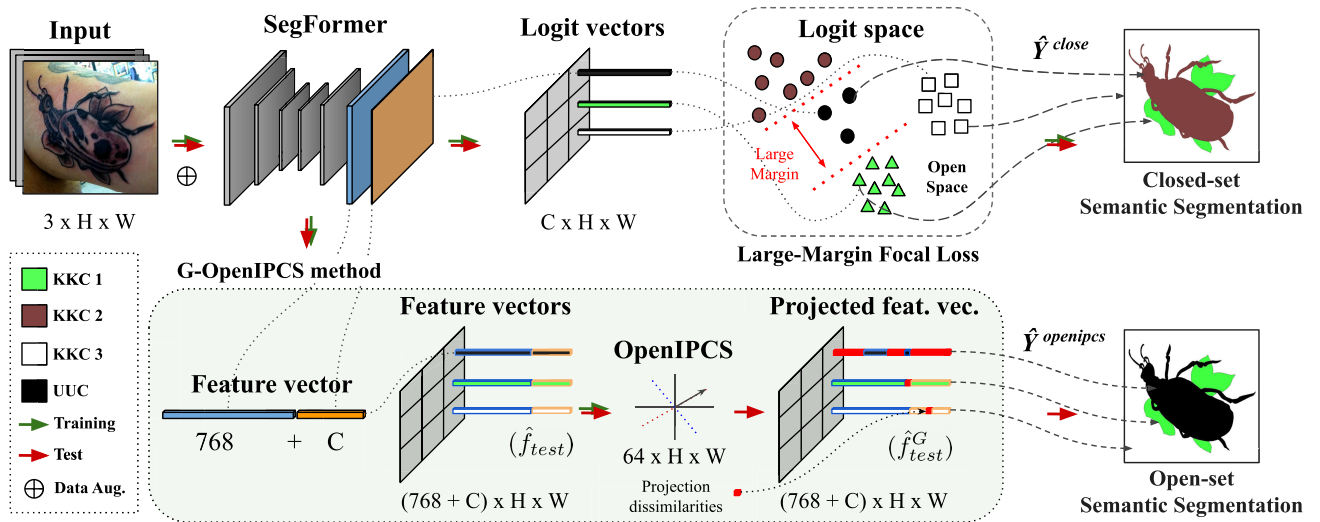 Input
SegFormer
Logit vectors
Logit space
Ŷ close
Large
Margin
Open
Space
3 x H x W
C x H x W
Closed-set
Semantic Segmentation
Large-Margin Focal Loss
G-OpenIPCS method
KKC 1
KKC 2
KKC 3
UUC
Training
Test
Data Aug.
Feature vector
768 + C
Feature vectors
(f̂test)
(768 + C) x H x W
OpenIPCS
64 x H x W
Projection
dissimilarities
Projected feat. vec.
(f̂Gtest)
(768 + C) x H x W
Ŷ openipcs
Open-set
Semantic Segmentation